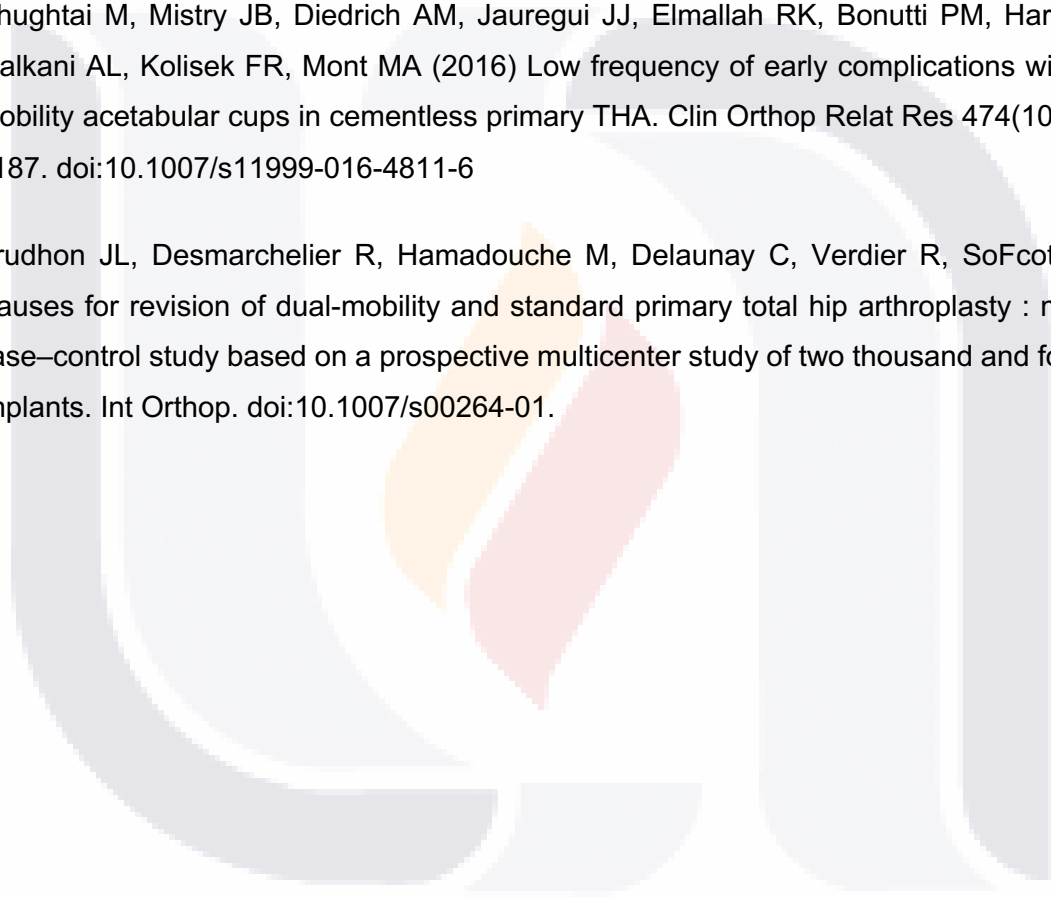 hughtai M, Mistry JB, Diedrich AM, Jauregui JJ, Elmallah RK, Bonutti PM, Har
alkani AL, Kolisek FR, Mont MA (2016) Low frequency of early complications wi
obility acetabular cups in cementless primary THA. Clin Orthop Relat Res 474(10
187. doi:10.1007/s11999-016-4811-6
rudhon JL, Desmarchelier R, Hamadouche M, Delaunay C, Verdier R, SoFcot
auses for revision of dual-mobility and standard primary total hip arthroplasty : 
ase–control study based on a prospective multicenter study of two thousand and fo
nplants. Int Orthop. doi:10.1007/s00264-01.